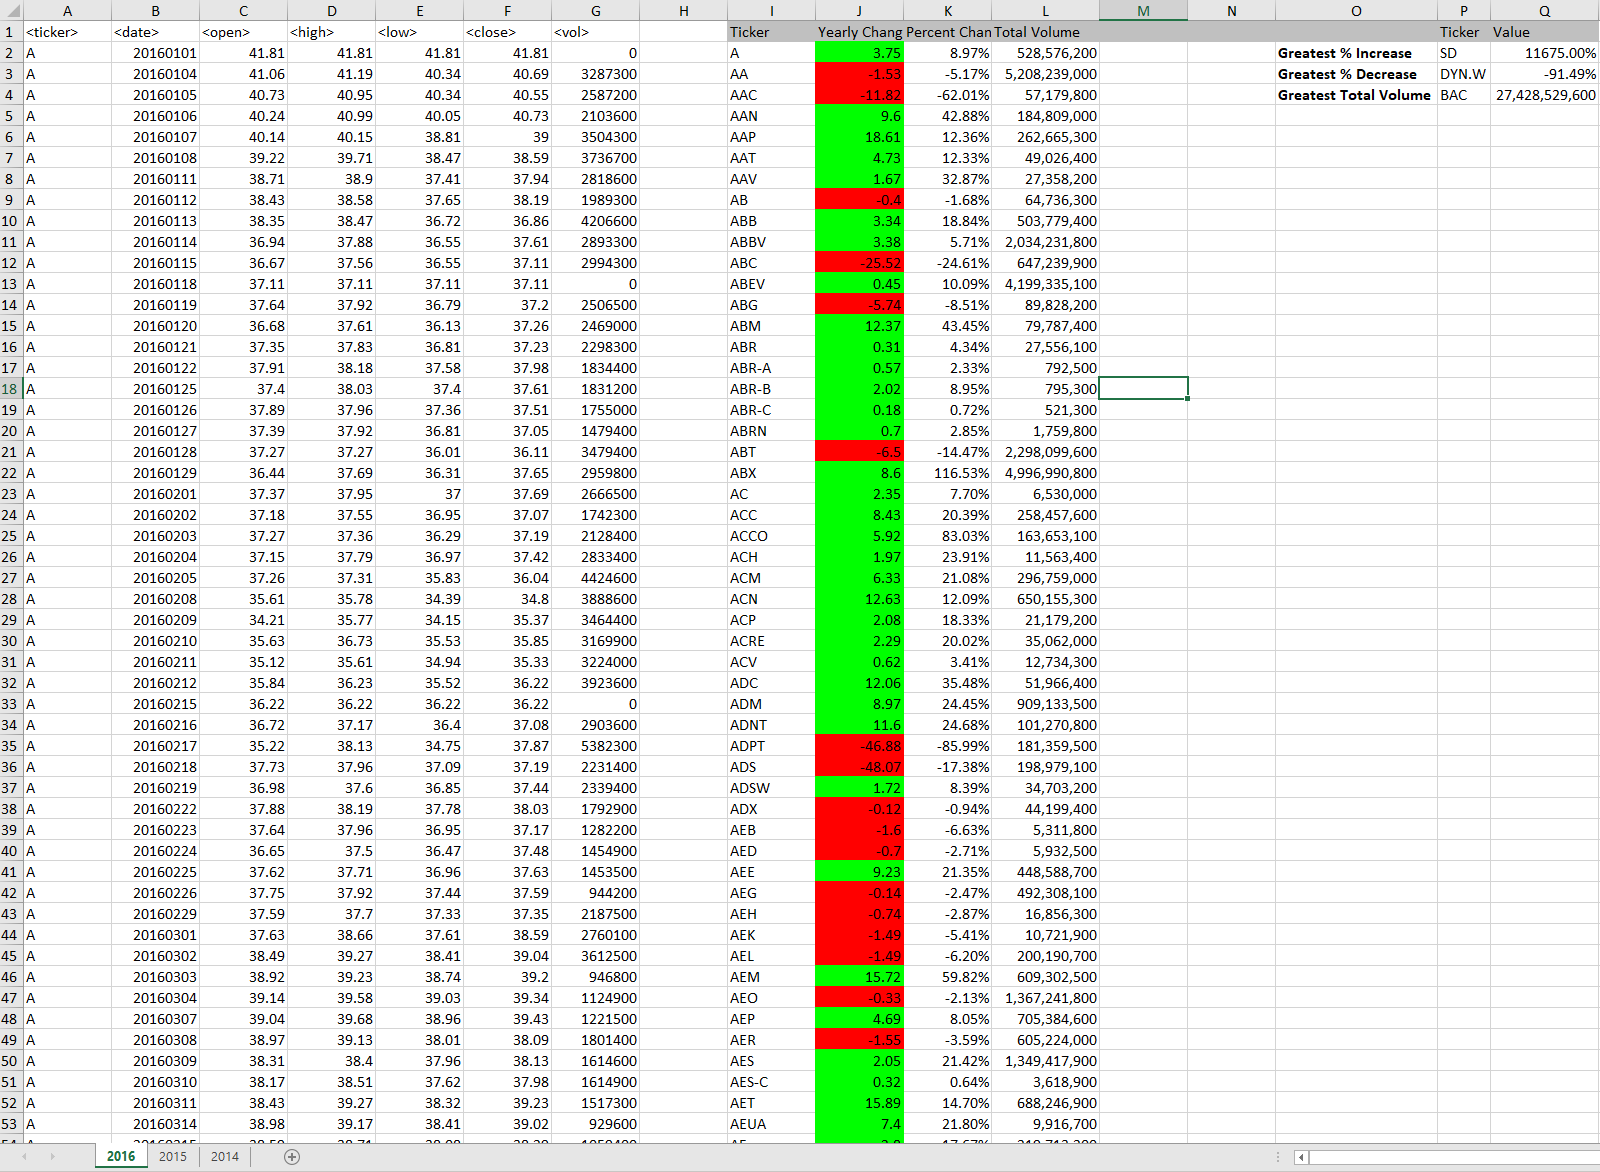 A B C D E F G H I J K L M N O P Q
1 <ticker> <date> <open> <high> <low> <close> <vol> Ticker Yearly Chang Percent Chan Total Volume Ticker Value
2 A 20160101 41.81 41.81 41.81 41.81 0 A 3.75 8.97% 528,576,200 Greatest % Increase SD 11675.00%
3 A 20160104 41.06 41.19 40.34 40.69 3287300 AA -1.53 -5.17% 5,208,239,000 Greatest % Decrease DYN.W -91.49%
4 A 20160105 40.73 40.95 40.34 40.55 2587200 AAC -11.82 -62.01% 57,179,800 Greatest Total Volume BAC 27,428,529,600
5 A 20160106 40.24 40.99 40.05 40.73 2103600 AAN 9.6 42.88% 184,809,000
6 A 20160107 40.14 40.15 38.81 39 3504300 AAP 18.61 12.36% 262,665,300
7 A 20160108 39.22 39.71 38.47 38.59 3736700 AAT 4.73 12.33% 49,026,400
8 A 20160111 38.71 38.9 37.41 37.94 2818600 AAV 1.67 32.87% 27,358,200
9 A 20160112 38.43 38.58 37.65 38.19 1989300 AB -0.4 -1.68% 64,736,300
10 A 20160113 38.35 38.47 36.72 36.86 4206600 ABB 3.34 18.84% 503,779,400
11 A 20160114 36.94 37.88 36.55 37.61 2893300 ABBV 3.38 5.71% 2,034,231,800
12 A 20160115 36.67 37.56 36.55 37.11 2994300 ABC -25.52 -24.61% 647,239,900
13 A 20160118 37.11 37.11 37.11 37.11 0 ABEV 0.45 10.09% 4,199,335,100
14 A 20160119 37.64 37.92 36.79 37.2 2506500 ABG -5.74 -8.51% 89,828,200
15 A 20160120 36.68 37.61 36.13 37.26 2469000 ABM 12.37 43.45% 79,787,400
16 A 20160121 37.35 37.83 36.81 37.23 2298300 ABR 0.31 4.34% 27,556,100
17 A 20160122 37.91 38.18 37.58 37.98 1834400 ABR-A 0.57 2.33% 792,500
18 A 20160125 37.4 38.03 37.4 37.61 1831200 ABR-B 2.02 8.95% 795,300
19 A 20160126 37.89 37.96 37.36 37.51 1755000 ABR-C 0.18 0.72% 521,300
20 A 20160127 37.39 37.92 36.81 37.05 1479400 ABRN 0.7 2.85% 1,759,800
21 A 20160128 37.27 37.27 36.01 36.11 3479400 ABT -6.5 -14.47% 2,298,099,600
22 A 20160129 36.44 37.69 36.31 37.65 2959800 ABX 8.6 116.53% 4,996,990,800
23 A 20160201 37.37 37.95 37 37.69 2666500 AC 2.35 7.70% 6,530,000
24 A 20160202 37.18 37.55 36.95 37.07 1742300 ACC 8.43 20.39% 258,457,600
25 A 20160203 37.27 37.36 36.29 37.19 2128400 ACCO 5.92 83.03% 163,653,100
26 A 20160204 37.15 37.79 36.97 37.42 2833400 ACH 1.97 23.91% 11,563,400
27 A 20160205 37.26 37.31 35.83 36.04 4424600 ACM 6.33 21.08% 296,759,000
28 A 20160208 35.61 35.78 34.39 34.8 3888600 ACN 12.63 12.09% 650,155,300
29 A 20160209 34.21 35.77 34.15 35.37 3464400 ACP 2.08 18.33% 21,179,200
30 A 20160210 35.63 36.73 35.53 35.85 3169900 ACRE 2.29 20.02% 35,062,000
31 A 20160211 35.12 35.61 34.94 35.33 3224000 ACV 0.62 3.41% 12,734,300
32 A 20160212 35.84 36.23 35.52 36.22 3923600 ADC 12.06 35.48% 51,966,400
33 A 20160215 36.22 36.22 36.22 36.22 0 ADM 8.97 24.45% 909,133,500
34 A 20160216 36.72 37.17 36.4 37.08 2903600 ADNT 11.6 24.68% 101,270,800
35 A 20160217 35.22 38.13 34.75 37.87 5382300 ADPT -46.88 -85.99% 181,359,500
36 A 20160218 37.73 37.96 37.09 37.19 2231400 ADS -48.07 -17.38% 198,979,100
37 A 20160219 36.98 37.6 36.85 37.44 2339400 ADSW 1.72 8.39% 34,703,200
38 A 20160222 37.88 38.19 37.78 38.03 1792900 ADX -0.12 -0.94% 44,199,400
39 A 20160223 37.64 37.96 36.95 37.17 1282200 AEB -1.6 -6.63% 5,311,800
40 A 20160224 36.65 37.5 36.47 37.48 1454900 AED -0.7 -2.71% 5,932,500
41 A 20160225 37.62 37.71 36.96 37.63 1453500 AEE 9.23 21.35% 448,588,700
42 A 20160226 37.75 37.92 37.44 37.59 944200 AEG -0.14 -2.47% 492,308,100
43 A 20160229 37.59 37.7 37.33 37.35 2187500 AEH -0.74 -2.87% 16,856,300
44 A 20160301 37.63 38.66 37.61 38.59 2760100 AEK -1.49 -5.41% 10,721,900
45 A 20160302 38.49 39.27 38.41 39.04 3612500 AEL -1.49 -6.20% 200,190,700
46 A 20160303 38.92 39.23 38.74 39.2 946800 AEM 15.72 59.82% 609,302,500
47 A 20160304 39.14 39.58 39.03 39.34 1124900 AEO -0.33 -2.13% 1,367,241,800
48 A 20160307 39.04 39.68 38.96 39.43 1221500 AEP 4.69 8.05% 705,384,600
49 A 20160308 38.97 39.13 38.01 38.09 1801400 AER -1.55 -3.59% 605,224,000
50 A 20160309 38.31 38.4 37.96 38.13 1614600 AES 2.05 21.42% 1,349,417,900
51 A 20160310 38.17 38.51 37.62 37.98 1614900 AES-C 0.32 0.64% 3,618,900
52 A 20160311 38.43 39.27 38.32 39.23 1517300 AET 15.89 14.70% 688,246,900
53 A 20160314 38.98 39.17 38.41 39.02 929600 AEUA 7.4 21.80% 9,916,700
2016 2015 2014